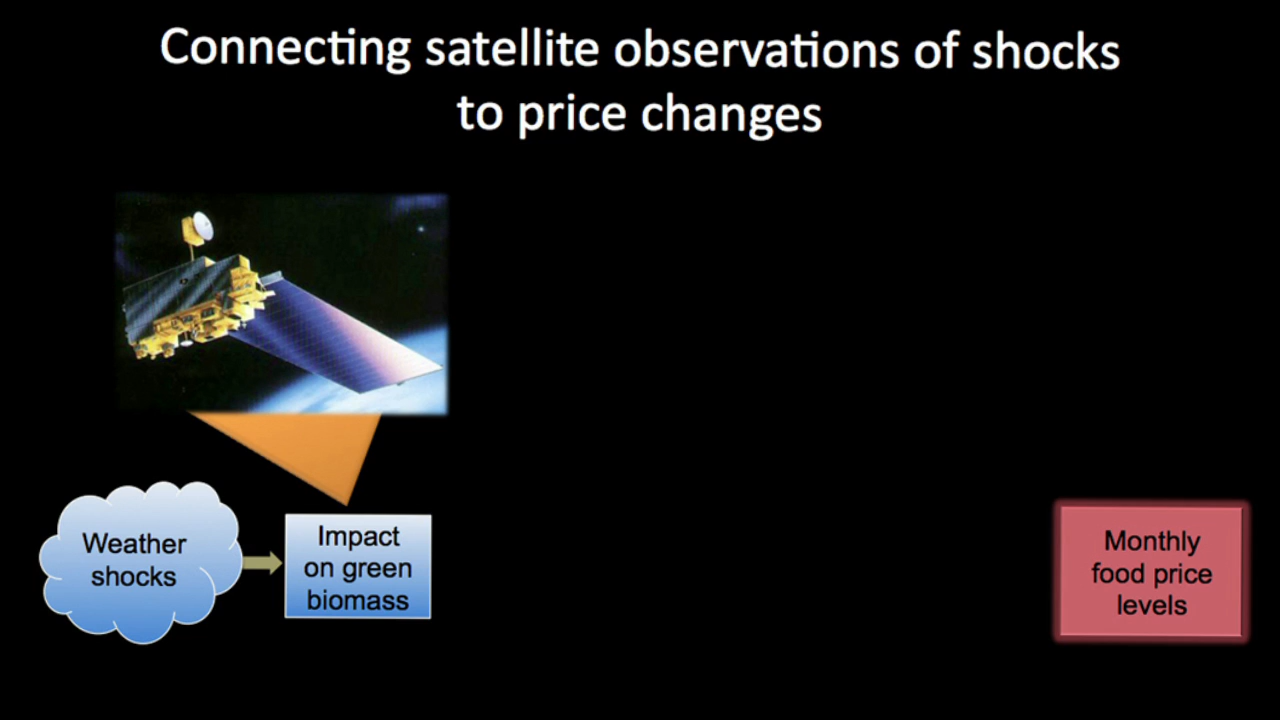 Connecting satellite observations of shocks
to price changes
Weather
shocks
Impact
on green
biomass
Monthly
food price
levels